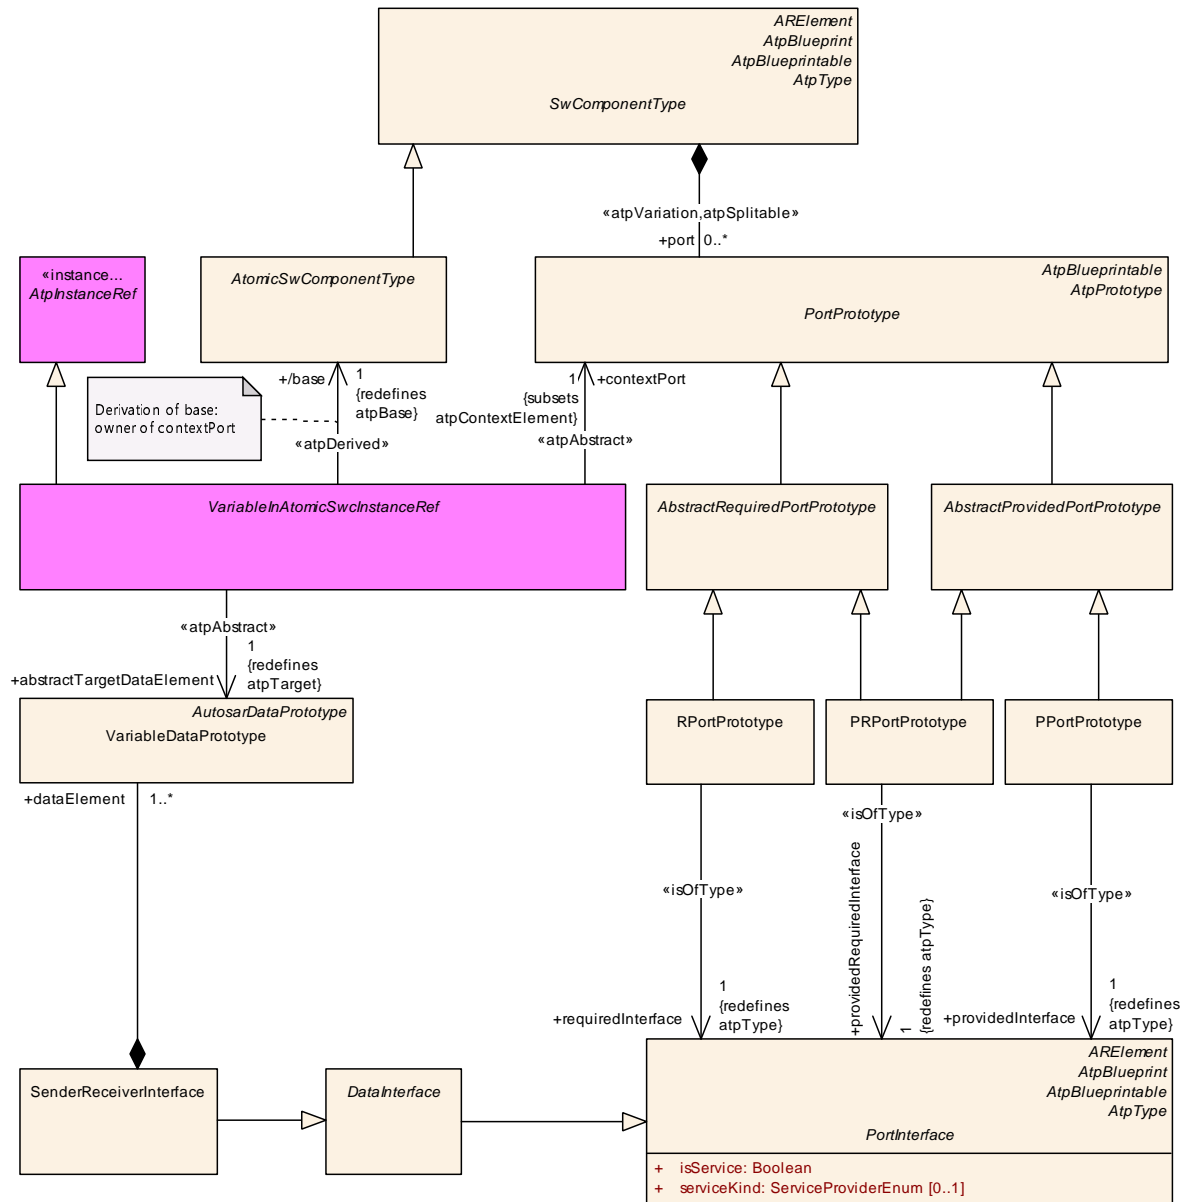 ARElement
AtpBlueprint
AtpBlueprintable
AtpType
SwComponentType
«atpVariation,atpSplitable»
+port 0..*
«instance...
AtpInstanceRef
AtomicSwComponentType
AtpBlueprintable
AtpPrototype
PortPrototype
+/base 1
{redefines
atpBase}
1 +contextPort
{subsets
atpContextElement}
Derivation of base:
owner of contextPort
«atpDerived»
«atpAbstract»
VariableInAtomicSwcInstanceRef
AbstractRequiredPortPrototype
AbstractProvidedPortPrototype
«atpAbstract»
1
{redefines
atpTarget}
+abstractTargetDataElement
AutosarDataPrototype
VariableDataPrototype
RPortPrototype
PRPortPrototype
PPortPrototype
+dataElement 1..*
«isOfType»
«isOfType»
«isOfType»
+providedRequiredInterface
1
{redefines atpType}
1
{redefines
atpType}
+requiredInterface
1
{redefines
atpType}
+providedInterface
SenderReceiverInterface
DataInterface
ARElement
AtpBlueprint
AtpBlueprintable
AtpType
PortInterface
+ isService: Boolean
+ serviceKind: ServiceProviderEnum [0..1]